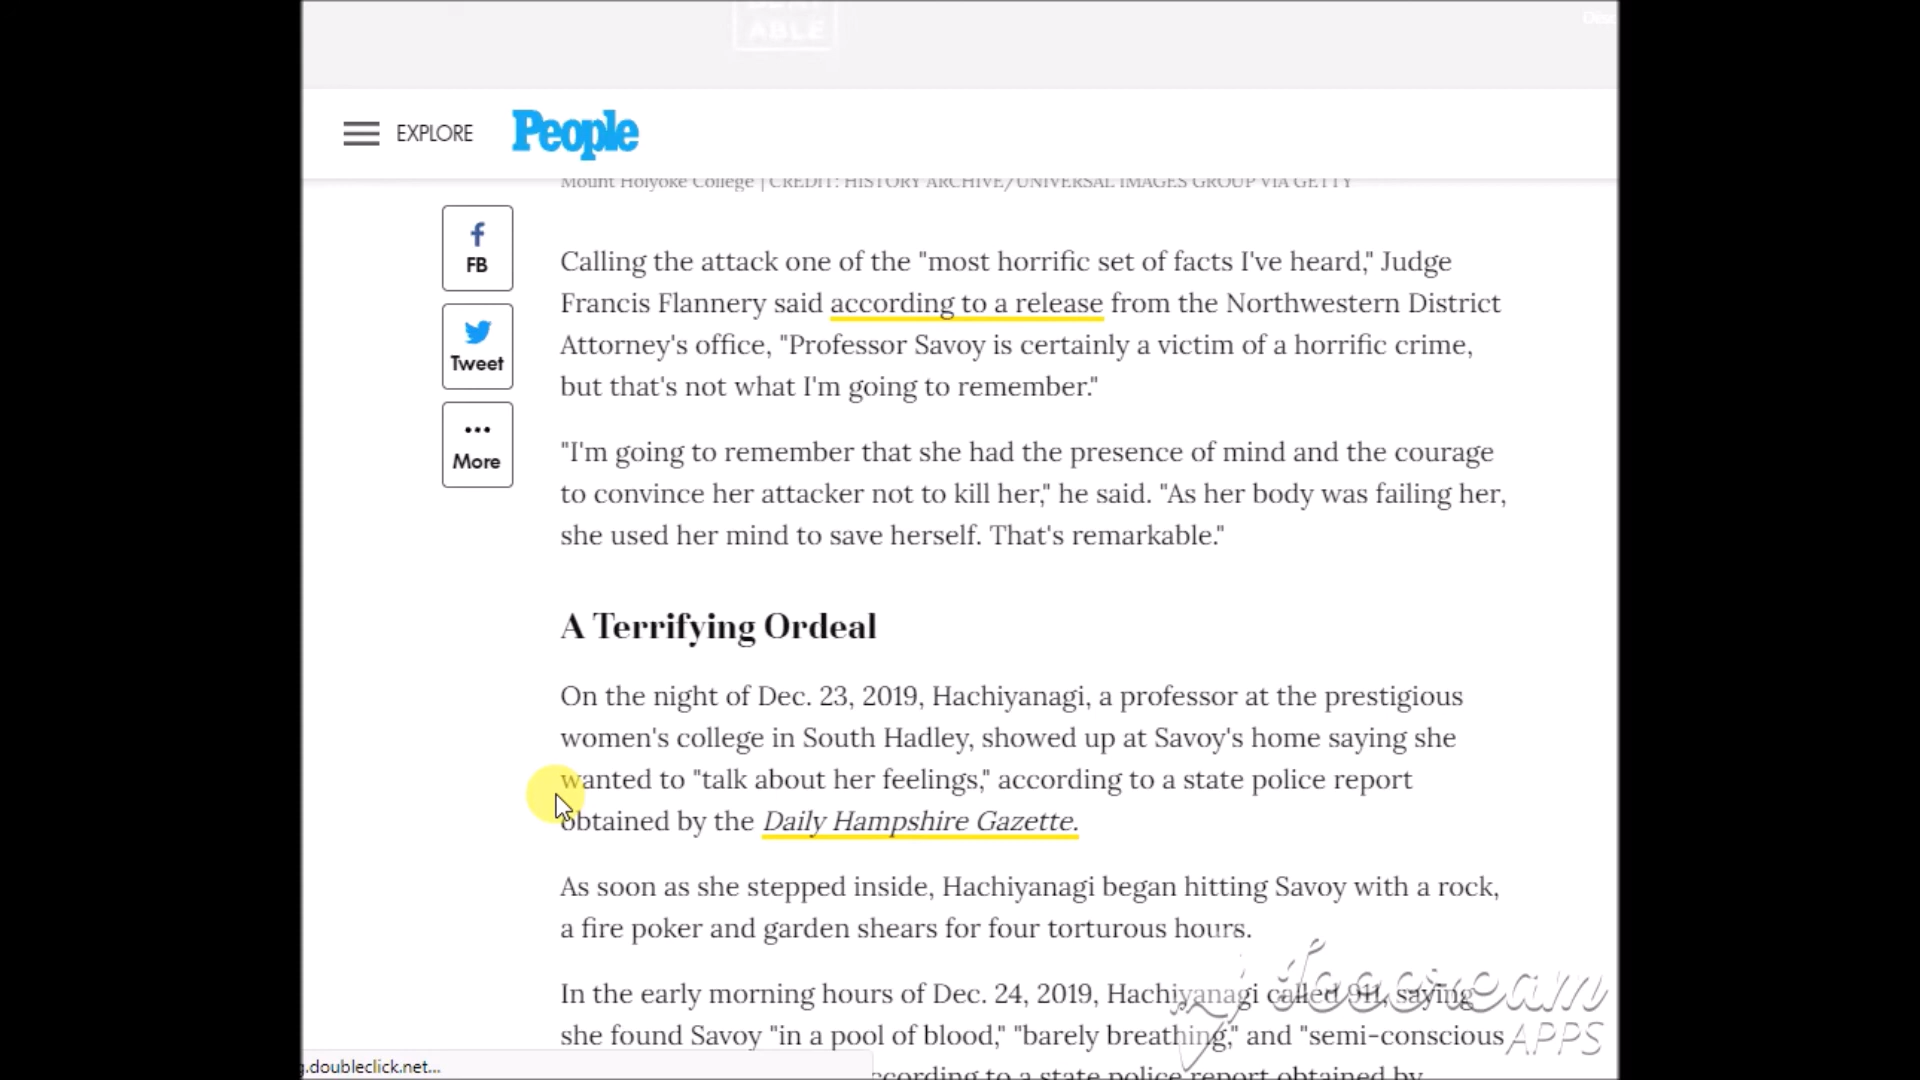 ABLE
EXPLORE
People
Mount Holyoke College | CREDIT: HISTORY ARCHIVE/UNIVERSAL IMAGES GROUP VIA GETTY
FB
Tweet
More
Calling the attack one of the "most horrific set of facts I've heard," Judge
Francis Flannery said according to a release from the Northwestern District
Attorney's office, "Professor Savoy is certainly a victim of a horrific crime,
but that's not what I'm going to remember."
"I'm going to remember that she had the presence of mind and the courage
to convince her attacker not to kill her," he said. "As her body was failing her,
she used her mind to save herself. That's remarkable."
A Terrifying Ordeal
On the night of Dec. 23, 2019, Hachiyanagi, a professor at the prestigious
women's college in South Hadley, showed up at Savoy's home saying she
wanted to "talk about her feelings," according to a state police report
obtained by the Daily Hampshire Gazette.
As soon as she stepped inside, Hachiyanagi began hitting Savoy with a rock,
a fire poker and garden shears for four torturous hours.
In the early morning hours of Dec. 24, 2019, Hachiyanagi called 911, saying
she found Savoy "in a pool of blood," "barely breathing," and "semi-conscious
according to a state police report obtained by
.doubleclick.net...
Icecream
APPS